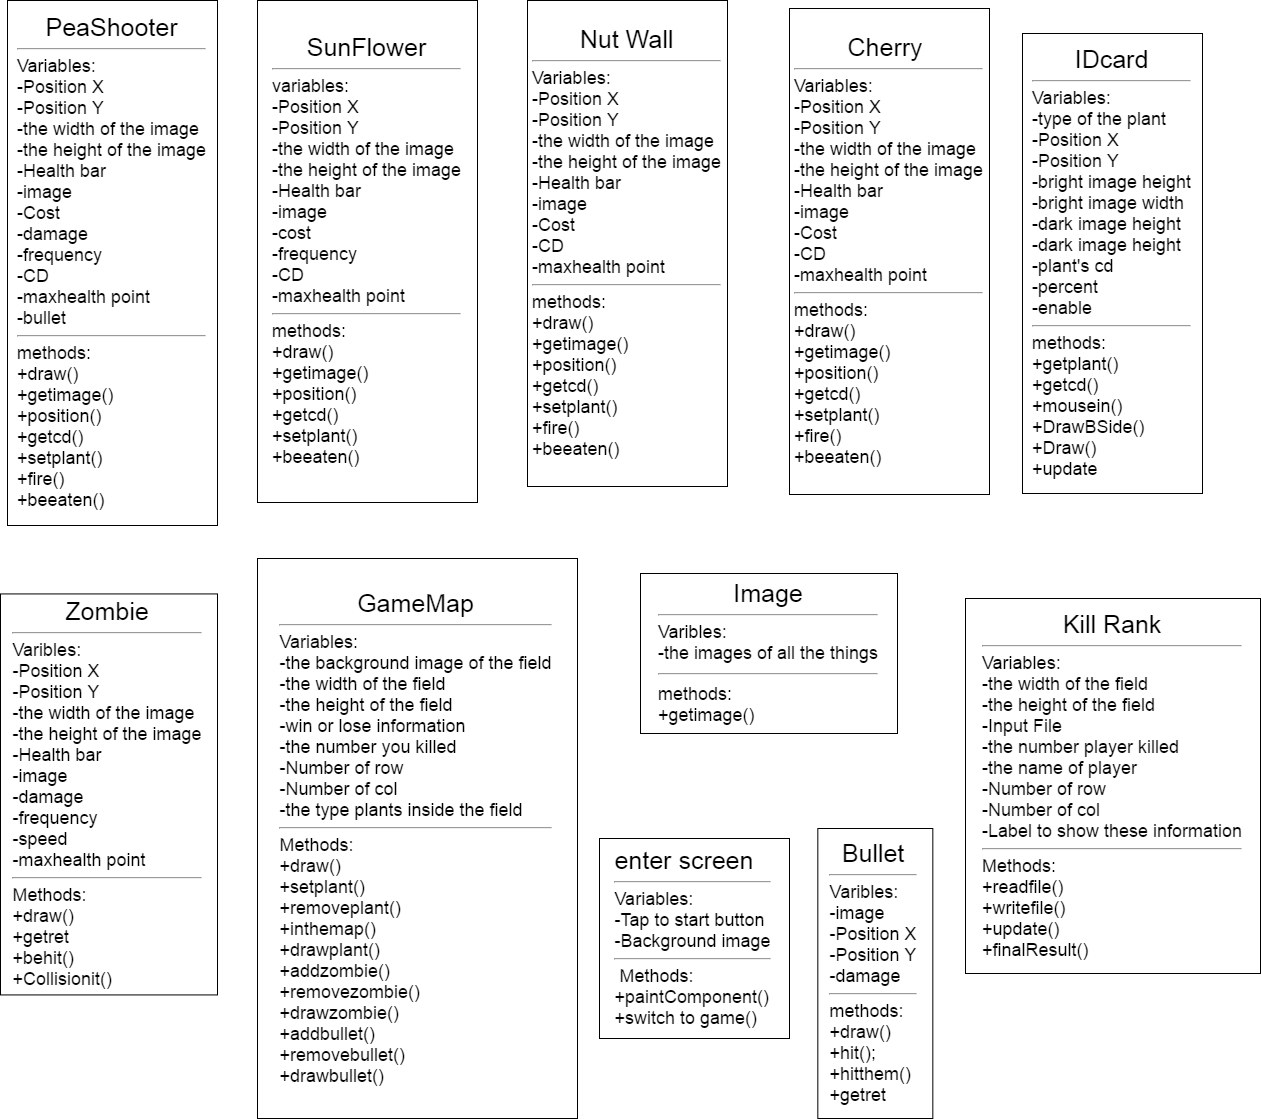 PeaShooter
Variables:
-Position X
-Position Y
-the width of the image
-the height of the image
-Health bar
-image
-Cost
-damage
-frequency
-CD
-maxhealth point
-bullet
methods:
+draw()
+getimage()
+position()
+getcd()
+setplant()
+fire()
+beeaten()
SunFlower
variables:
-Position X
-Position Y
-the width of the image
-the height of the image
-Health bar
-image
-cost
-frequency
-CD
-maxhealth point
methods:
+draw()
+getimage()
+position()
+getcd()
+setplant()
+beeaten()
Nut Wall
Variables:
-Position X
-Position Y
-the width of the image
-the height of the image
-Health bar
-image
-Cost
-CD
-maxhealth point
methods:
+draw()
+getimage()
+position()
+getcd()
+setplant()
+fire()
+beeaten()
Cherry
Variables:
-Position X
-Position Y
-the width of the image
-the height of the image
-Health bar
-image
-Cost
-CD
-maxhealth point
methods:
+draw()
+getimage()
+position()
+getcd()
+setplant()
+fire()
+beeaten()
IDcard
Variables:
-type of the plant
-Position X
-Position Y
-bright image height
-bright image width
-dark image height
-dark image height
-plant's cd
-percent
-enable
methods:
+getplant()
+getcd()
+mousein()
+DrawBSide()
+Draw()
+update
Zombie
Varibles:
-Position X
-Position Y
-the width of the image
-the height of the image
-Health bar
-image
-damage
-frequency
-speed
-maxhealth point
Methods:
+draw()
+getret
+behit()
+Collisionit()
GameMap
Variables:
-the background image of the field
-the width of the field
-the height of the field
-win or lose information
-the number you killed
-Number of row
-Number of col
-the type plants inside the field
Methods:
+draw()
+setplant()
+removeplant()
+inthemap()
+drawplant()
+addzombie()
+removezombie()
+drawzombie()
+addbullet()
+removebullet()
+drawbullet()
Image
Varibles:
-the images of all the things
methods:
+getimage()
enter screen
Variables:
-Tap to start button
-Background image
Methods:
+paintComponent()
+switch to game()
Bullet
Varibles:
-image
-Position X
-Position Y
-damage
methods:
+draw()
+hit();
+hitthem()
+getret
Kill Rank
Variables:
-the width of the field
-the height of the field
-Input File
-the number player killed
-the name of player
-Number of row
-Number of col
-Label to show these information
Methods:
+readfile()
+writefile()
+update()
+finalResult()